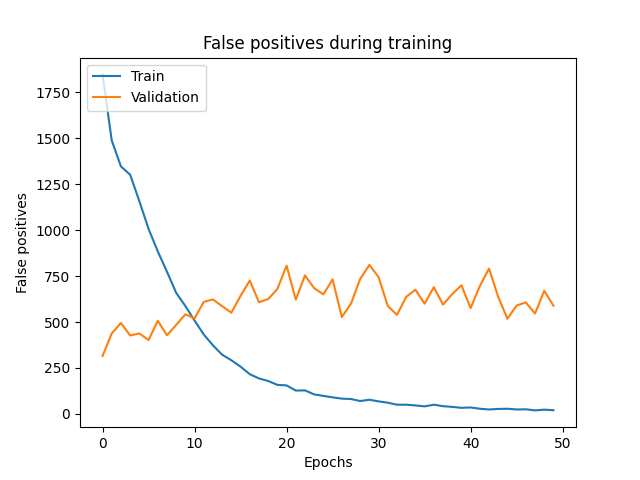 False positives during training
Train
Validation
1750
1500
1250
1000
750
500
250
0
False positives
0 10 20 30 40 50
Epochs